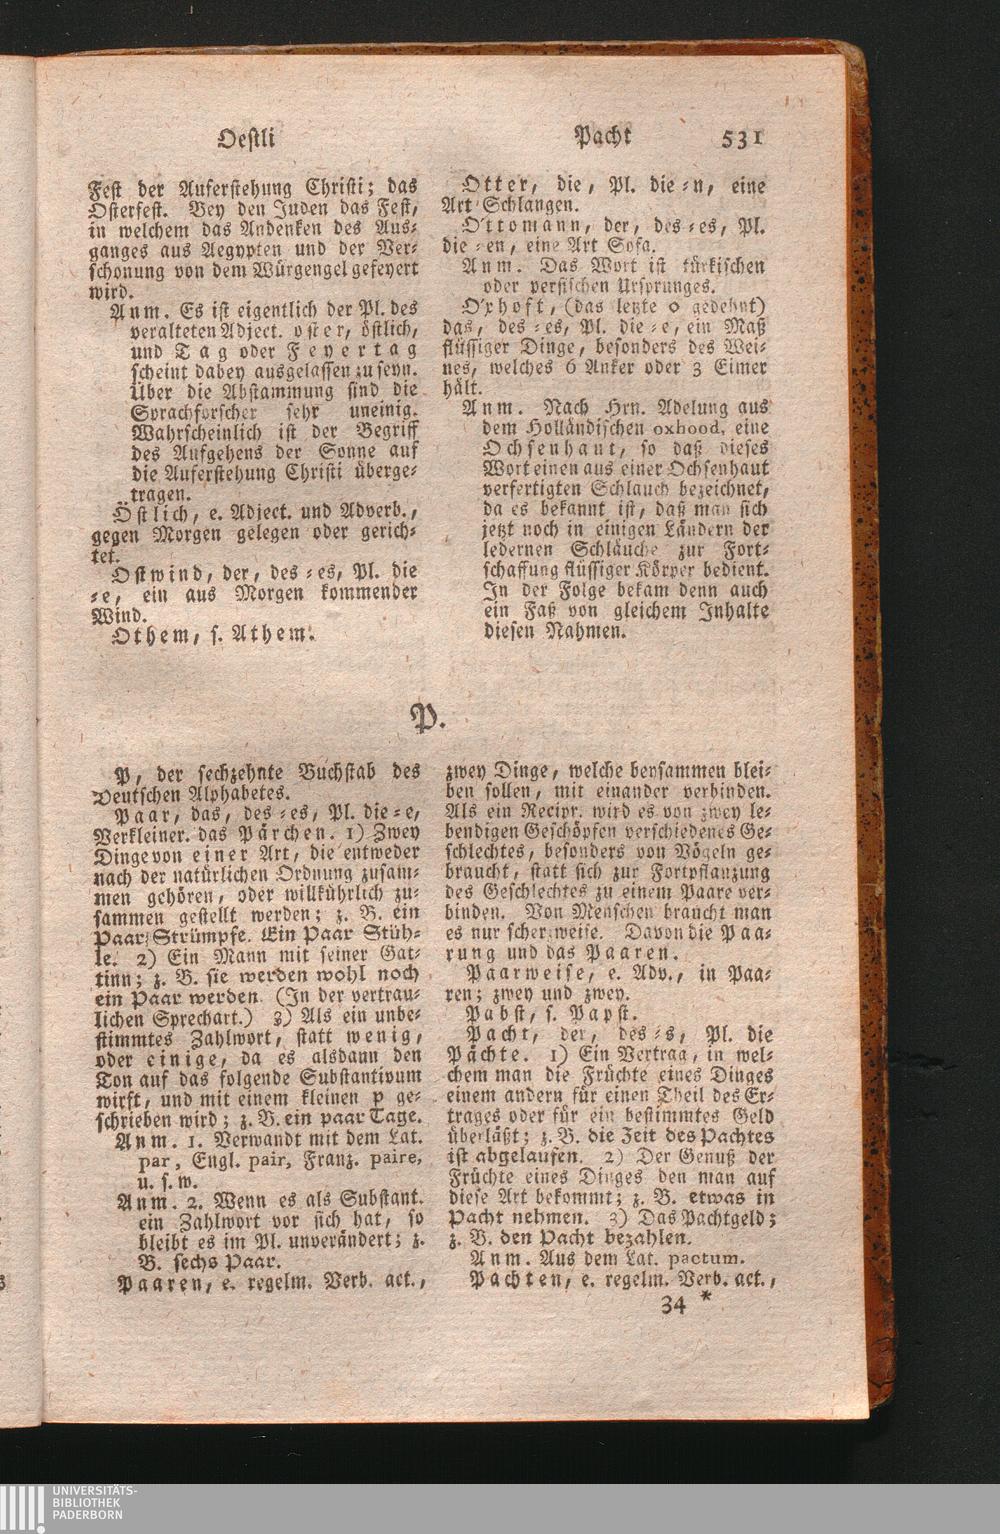 Oestli
Pacht 531
Fest der Auferstehung Christi; das
Osterfest. Bey den Juden das Fest,
in welchem das Andenken des Aus-
ganges aus Aegypten und der Ver-
schonung von dem Würgengel gefeyert
wird.
Anm. Es ist eigentlich der Pl. des
veralteten Adject. oster, östlich,
und Tag oder Feyertag
scheint dabey ausgelassen zu seyn.
Über die Abstammung sind die
Sprachforscher sehr uneinig.
Wahrscheinlich ist der Begriff
des Aufgehens der Sonne auf
die Auferstehung Christi überge-
tragen.
Östlich, e. Adject. und Adverb.,
gegen Morgen gelegen oder gerich-
tet.
Ostwind, der, des -es, Pl. die
-e, ein aus Morgen kommender
Wind.
Othem, s. Athem.
Otter, die, Pl. die -n, eine
Art Schlangen.
Ottomann, der, des -es, Pl.
die -en, eine Art Sofa.
Anm. Das Wort ist türkischen
oder persischen Ursprunges.
Oxhoft, (das letzte o gedehnt)
das, des -es, Pl. die -e, ein Maß
flüssiger Dinge, besonders des Wei-
nes, welches 6 Anker oder 3 Eimer
hält.
Anm. Nach Hrn. Adelung aus
dem Holländischen oxhood, eine
Ochsenhaut, so daß dieses
Wort einen aus einer Ochsenhaut
verfertigten Schlauch bezeichnet,
da es bekannt ist, daß man sich
jetzt noch in einigen Ländern der
ledernen Schläuche zur Fort-
schaffung flüssiger Körper bedient.
In der Folge bekam denn auch
ein Faß von gleichem Inhalte
diesen Nahmen.
P.
P, der sechzehnte Buchstab des
Deutschen Alphabetes.
Paar, das, des -es, Pl. die -e,
Verkleiner. das Pärchen. 1) Zwey
Dinge von einer Art, die entweder
nach der natürlichen Ordnung zusam-
men gehören, oder willkührlich zu-
sammen gestellt werden; z. B. ein
Paar Strümpfe. Ein Paar Stüh-
le. 2) Ein Mann mit seiner Gat-
tinn; z. B. sie werden wohl noch
ein Paar werden. (In der vertrau-
lichen Sprechart.) 3) Als ein unbe-
stimmtes Zahlwort, statt wenig,
oder einige, da es alsdann den
Ton auf das folgende Substantivum
wirft, und mit einem kleinen p ge-
schrieben wird; z. B. ein paar Tage.
Anm. 1. Verwandt mit dem Lat.
par, Engl. pair, Franz. paire,
u. s. w.
Anm. 2. Wenn es als Substant.
ein Zahlwort vor sich hat, so
bleibt es im Pl. unverändert; z.
B. sechs Paar.
Paaren, e. regelm. Verb. act.,
zwey Dinge, welche beysammen blei-
ben sollen, mit einander verbinden.
Als ein Recipr. wird es von zwey le-
bendigen Geschöpfen verschiedenes Ge-
schlechtes, besonders von Vögeln ge-
braucht, statt sich zur Fortpflanzung
des Geschlechtes zu einem Paare ver-
binden. Von Menschen braucht man
es nur scherzweise. Davon die Paa-
rung und das Paaren.
Paarweise, e. Adv., in Paa-
ren; zwey und zwey.
Pabst, s. Papst.
Pacht, der, des -s, Pl. die
Pächte. 1) Ein Vertrag, in wel-
chem man die Früchte eines Dinges
einem andern für einen Theil des Er-
trages oder für ein bestimmtes Geld
überläßt; z. B. die Zeit des Pachtes
ist abgelaufen. 2) Der Genuß der
Früchte eines Dinges den man auf
diese Art bekommt; z. B. etwas in
Pacht nehmen. 3) Das Pachtgeld;
z. B. den Pacht bezahlen.
Anm. Aus dem Lat. pactum.
Pachten, e. regelm. Verb. act.,
34 *
UNIVERSITÄTS-
BIBLIOTHEK
PADERBORN